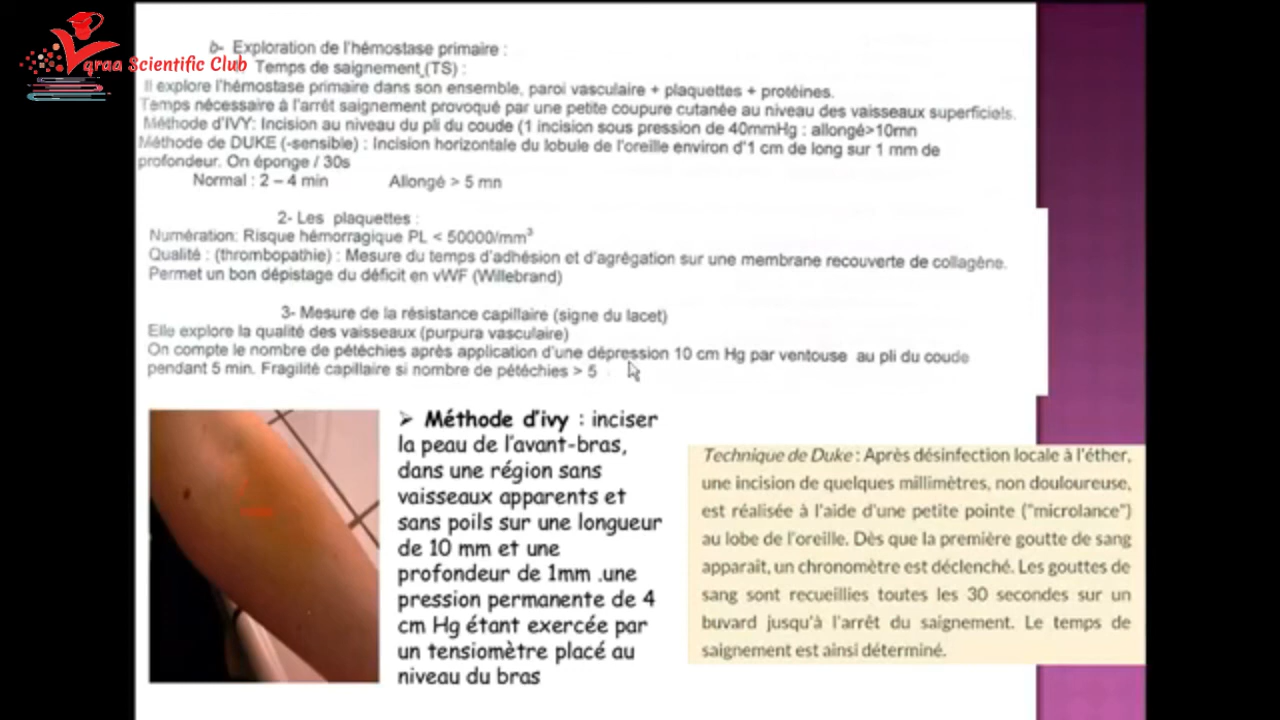 qraa Scientific Club
b- Exploration de l'hémostase primaire :
Temps de saignement (TS) :
Il explore l'hémostase primaire dans son ensemble, paroi vasculaire + plaquettes + protéines.
Temps nécessaire à l'arrêt saignement provoqué par une petite coupure cutanée au niveau des vaisseaux superficiels.
Méthode d'IVY: Incision au niveau du pli du coude (1 incision sous pression de 40mmHg : allongé>10mn
Méthode de DUKE (-sensible) : Incision horizontale du lobule de l'oreille environ d'1 cm de long sur 1 mm de
profondeur. On éponge / 30s
Normal : 2 – 4 min Allongé > 5 mn
2- Les plaquettes :
Numération: Risque hémorragique PL < 50000/mm³
Qualité : (thrombopathie) : Mesure du temps d'adhésion et d'agrégation sur une membrane recouverte de collagène.
Permet un bon dépistage du déficit en vWF (Willebrand)
3- Mesure de la résistance capillaire (signe du lacet)
Elle explore la qualité des vaisseaux (purpura vasculaire)
On compte le nombre de pétéchies après application d'une dépression 10 cm Hg par ventouse au pli du coude
pendant 5 min. Fragilité capillaire si nombre de pétéchies > 5
➢ Méthode d'ivy : inciser
la peau de l'avant-bras,
dans une région sans
vaisseaux apparents et
sans poils sur une longueur
de 10 mm et une
profondeur de 1mm .une
pression permanente de 4
cm Hg étant exercée par
un tensiomètre placé au
niveau du bras
Technique de Duke : Après désinfection locale à l'éther,
une incision de quelques millimètres, non douloureuse,
est réalisée à l'aide d'une petite pointe ("microlance")
au lobe de l'oreille. Dès que la première goutte de sang
apparaît, un chronomètre est déclenché. Les gouttes de
sang sont recueillies toutes les 30 secondes sur un
buvard jusqu'à l'arrêt du saignement. Le temps de
saignement est ainsi déterminé.